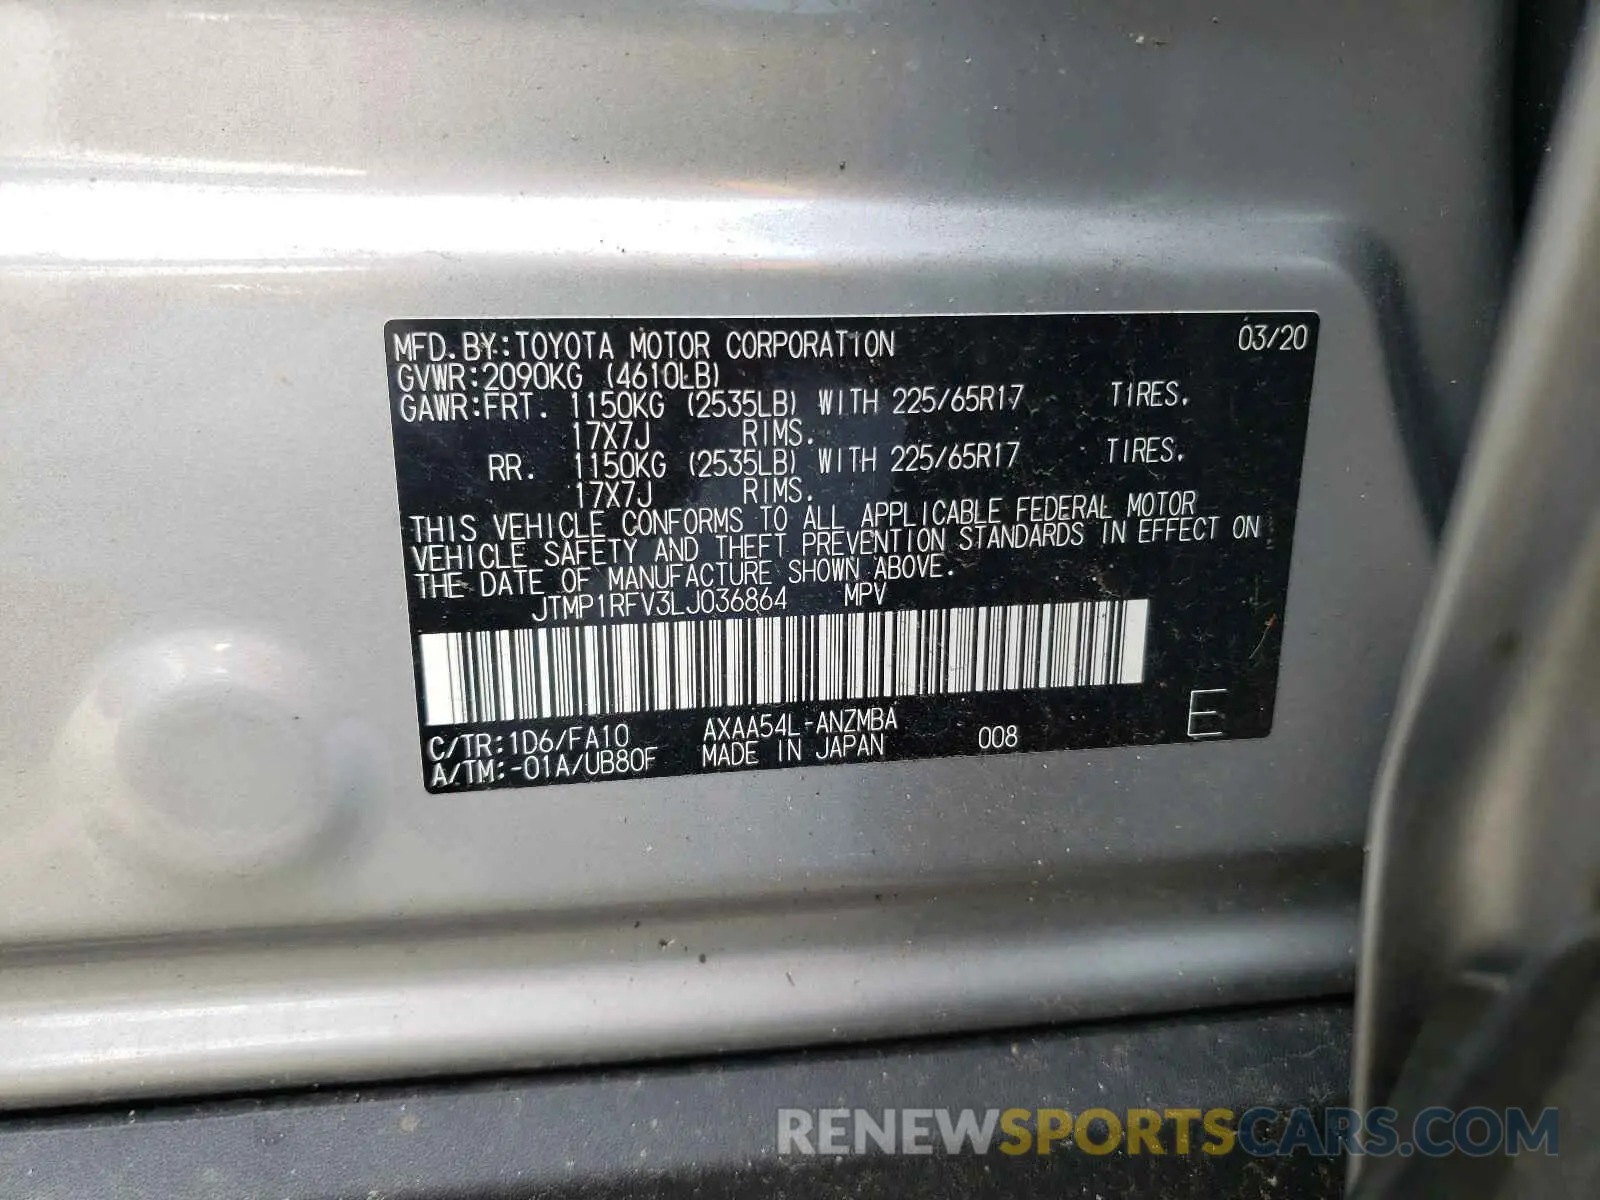 MFD.BY:TOYOTA MOTOR CORPORATION 03/20
GVWR:2090KG (4610LB)
GAWR:FRT. 1150KG (2535LB) WITH 225/65R17 TIRES.
17X7J RIMS.
RR. 1150KG (2535LB) WITH 225/65R17 TIRES.
17X7J RIMS.
THIS VEHICLE CONFORMS TO ALL APPLICABLE FEDERAL MOTOR
VEHICLE SAFETY AND THEFT PREVENTION STANDARDS IN EFFECT ON
THE DATE OF MANUFACTURE SHOWN ABOVE.
JTMP1RFV3LJ036864 MPV
C/TR:1D6/FA10 AXAA54L-ANZMBA
A/TM:-01A/UB80F MADE IN JAPAN 008 E
RENEWSPORTSCARS.COM